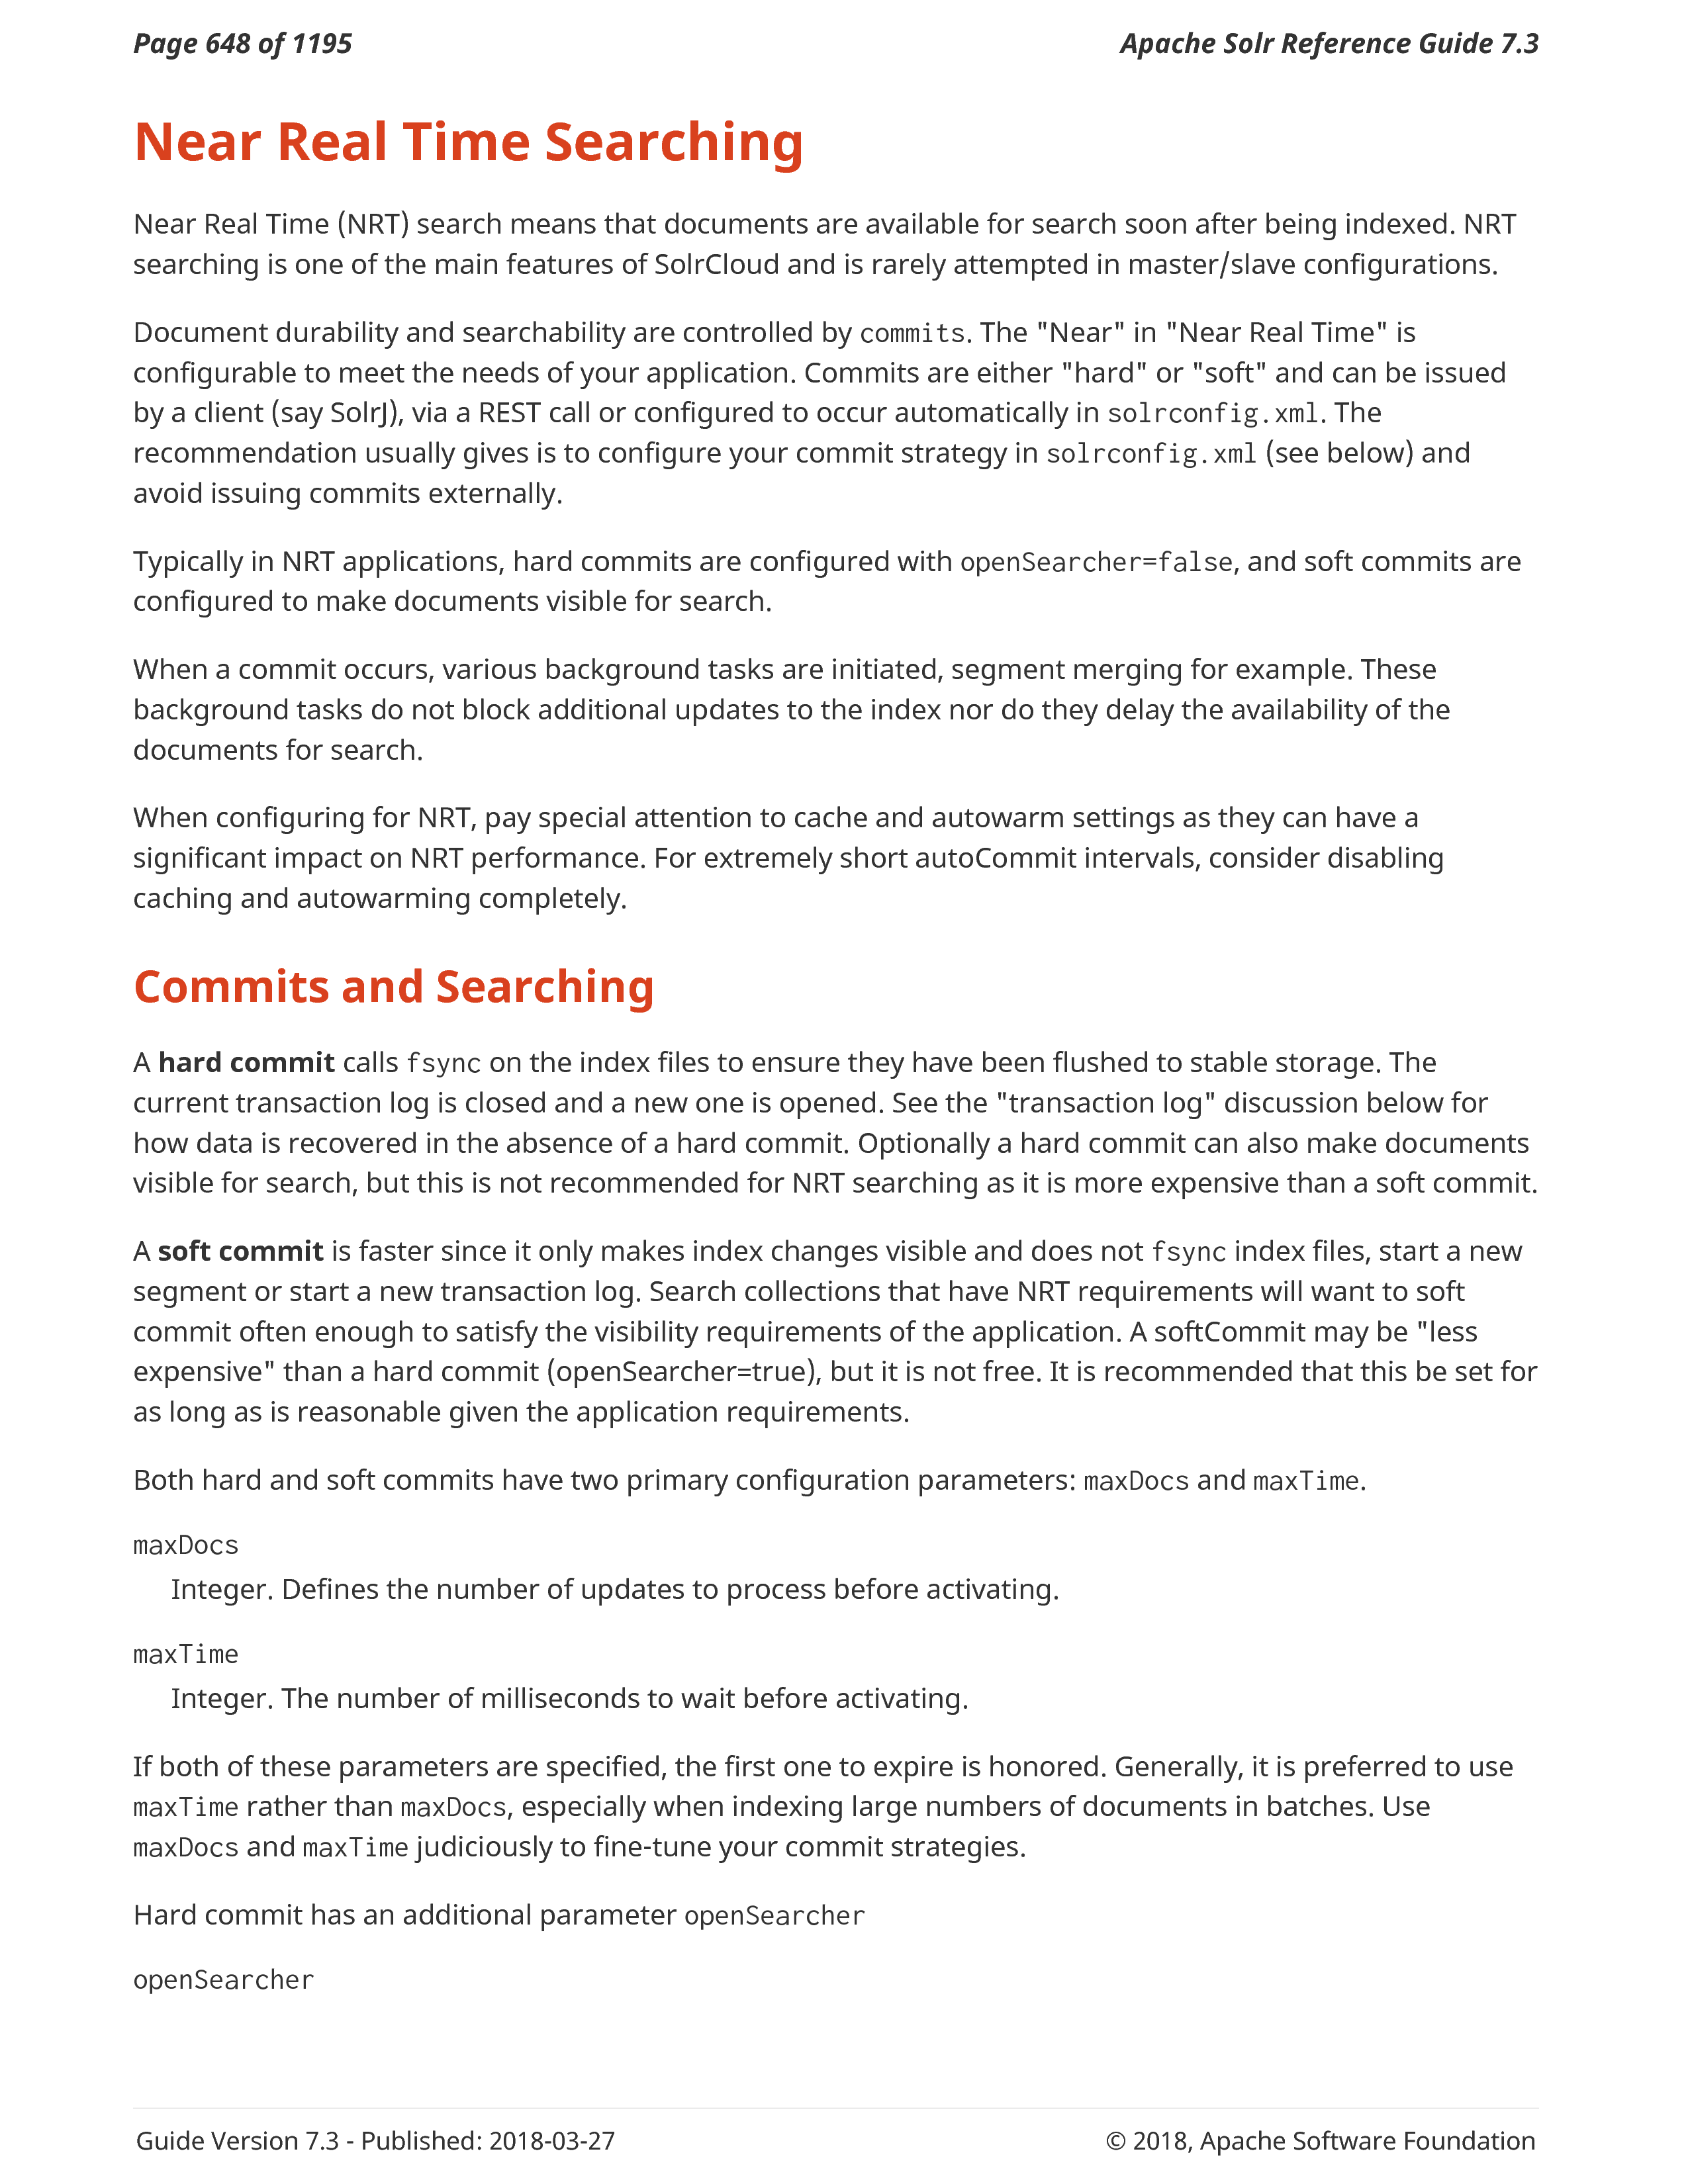 Page 648 of 1195
Apache Solr Reference Guide 7.3
Near Real Time Searching
Near Real Time (NRT) search means that documents are available for search soon after being indexed. NRT
searching is one of the main features of SolrCloud and is rarely attempted in master/slave configurations.
Document durability and searchability are controlled by commits. The "Near" in "Near Real Time" is
configurable to meet the needs of your application. Commits are either "hard" or "soft" and can be issued
by a client (say SolrJ), via a REST call or configured to occur automatically in solrconfig.xml. The
recommendation usually gives is to configure your commit strategy in solrconfig.xml (see below) and
avoid issuing commits externally.
Typically in NRT applications, hard commits are configured with openSearcher=false, and soft commits are
configured to make documents visible for search.
When a commit occurs, various background tasks are initiated, segment merging for example. These
background tasks do not block additional updates to the index nor do they delay the availability of the
documents for search.
When configuring for NRT, pay special attention to cache and autowarm settings as they can have a
significant impact on NRT performance. For extremely short autoCommit intervals, consider disabling
caching and autowarming completely.
Commits and Searching
A hard commit calls fsync on the index files to ensure they have been flushed to stable storage. The
current transaction log is closed and a new one is opened. See the "transaction log" discussion below for
how data is recovered in the absence of a hard commit. Optionally a hard commit can also make documents
visible for search, but this is not recommended for NRT searching as it is more expensive than a soft commit.
A soft commit is faster since it only makes index changes visible and does not fsync index files, start a new
segment or start a new transaction log. Search collections that have NRT requirements will want to soft
commit often enough to satisfy the visibility requirements of the application. A softCommit may be "less
expensive" than a hard commit (openSearcher=true), but it is not free. It is recommended that this be set for
as long as is reasonable given the application requirements.
Both hard and soft commits have two primary configuration parameters: maxDocs and maxTime.
maxDocs
Integer. Defines the number of updates to process before activating.
maxTime
Integer. The number of milliseconds to wait before activating.
If both of these parameters are specified, the first one to expire is honored. Generally, it is preferred to use
maxTime rather than maxDocs, especially when indexing large numbers of documents in batches. Use
maxDocs and maxTime judiciously to fine-tune your commit strategies.
Hard commit has an additional parameter openSearcher
openSearcher
Guide Version 7.3 - Published: 2018-03-27
© 2018, Apache Software Foundation